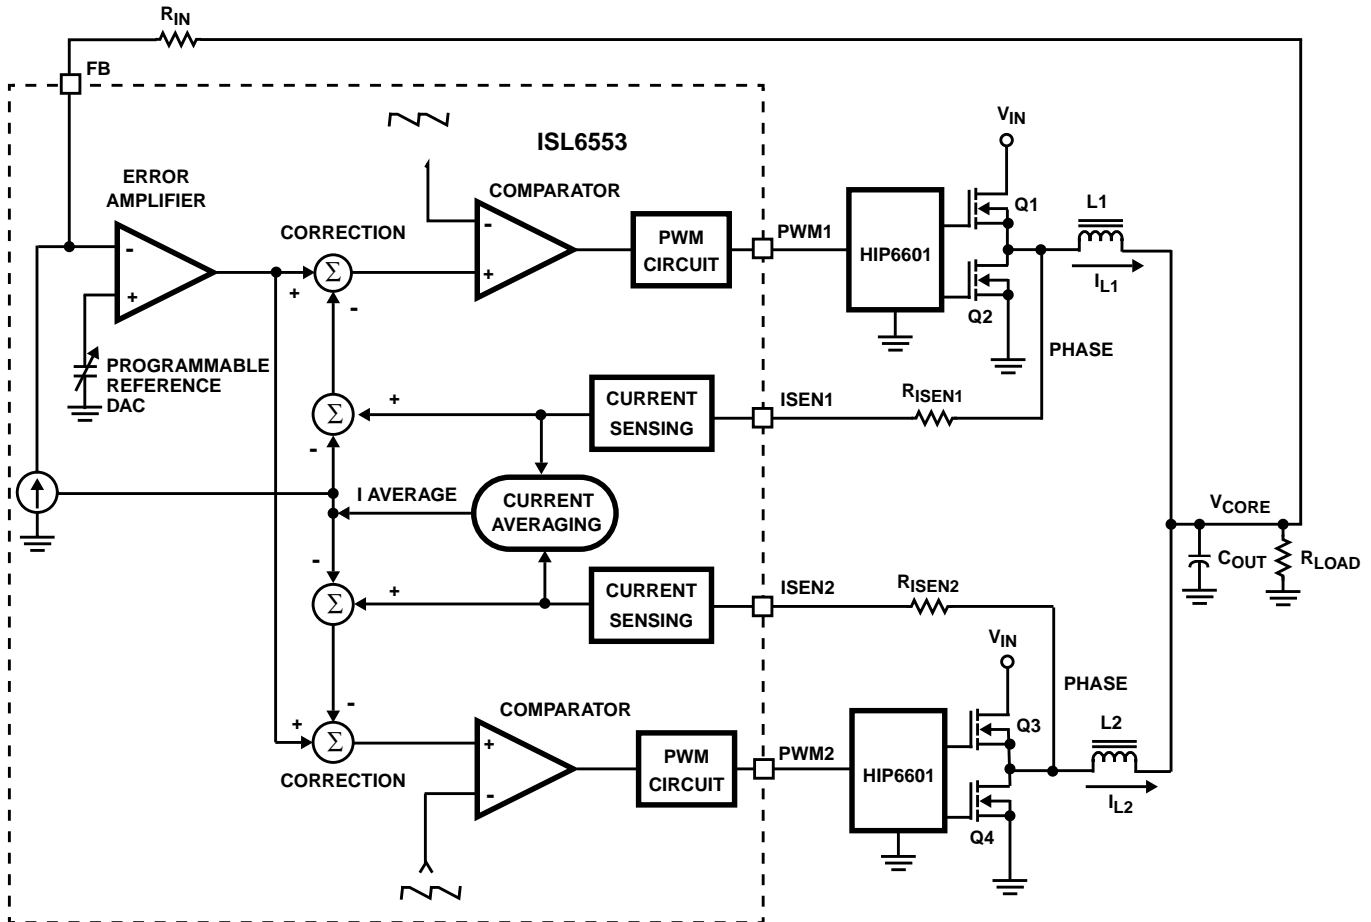 RIN
FB
ISL6553
VIN
ERROR
AMPLIFIER
COMPARATOR
Q1
L1
CORRECTION
-
-
PWM
CIRCUIT
PWM1
HIP6601
Σ
+
+
+
IL1
-
Q2
PHASE
PROGRAMMABLE
REFERENCE
DAC
CURRENT
SENSING
ISEN1
RISEN1
Σ
+
-
I AVERAGE
CURRENT
AVERAGING
VCORE
-
COUT
RLOAD
Σ
+
CURRENT
SENSING
ISEN2
RISEN2
VIN
PHASE
-
COMPARATOR
Q3
L2
+
Σ
+
PWM
CIRCUIT
PWM2
HIP6601
CORRECTION
-
IL2
Q4